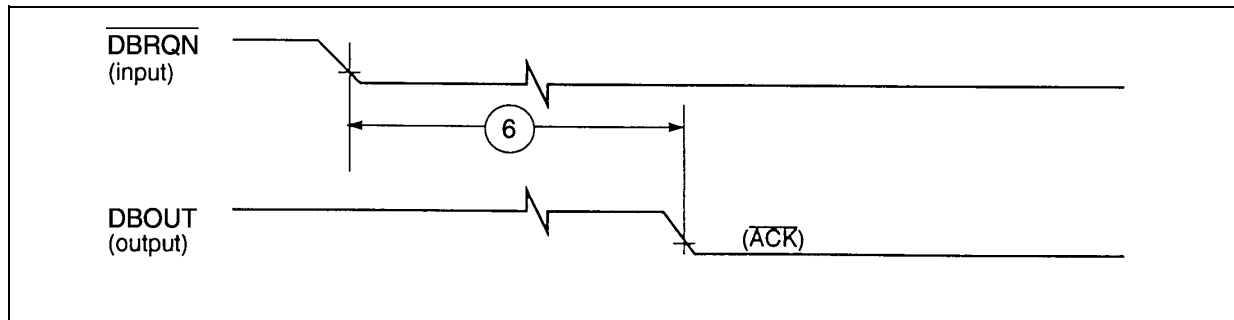 DBRQN
(input)
6
DBOUT
(output)
(ACK)